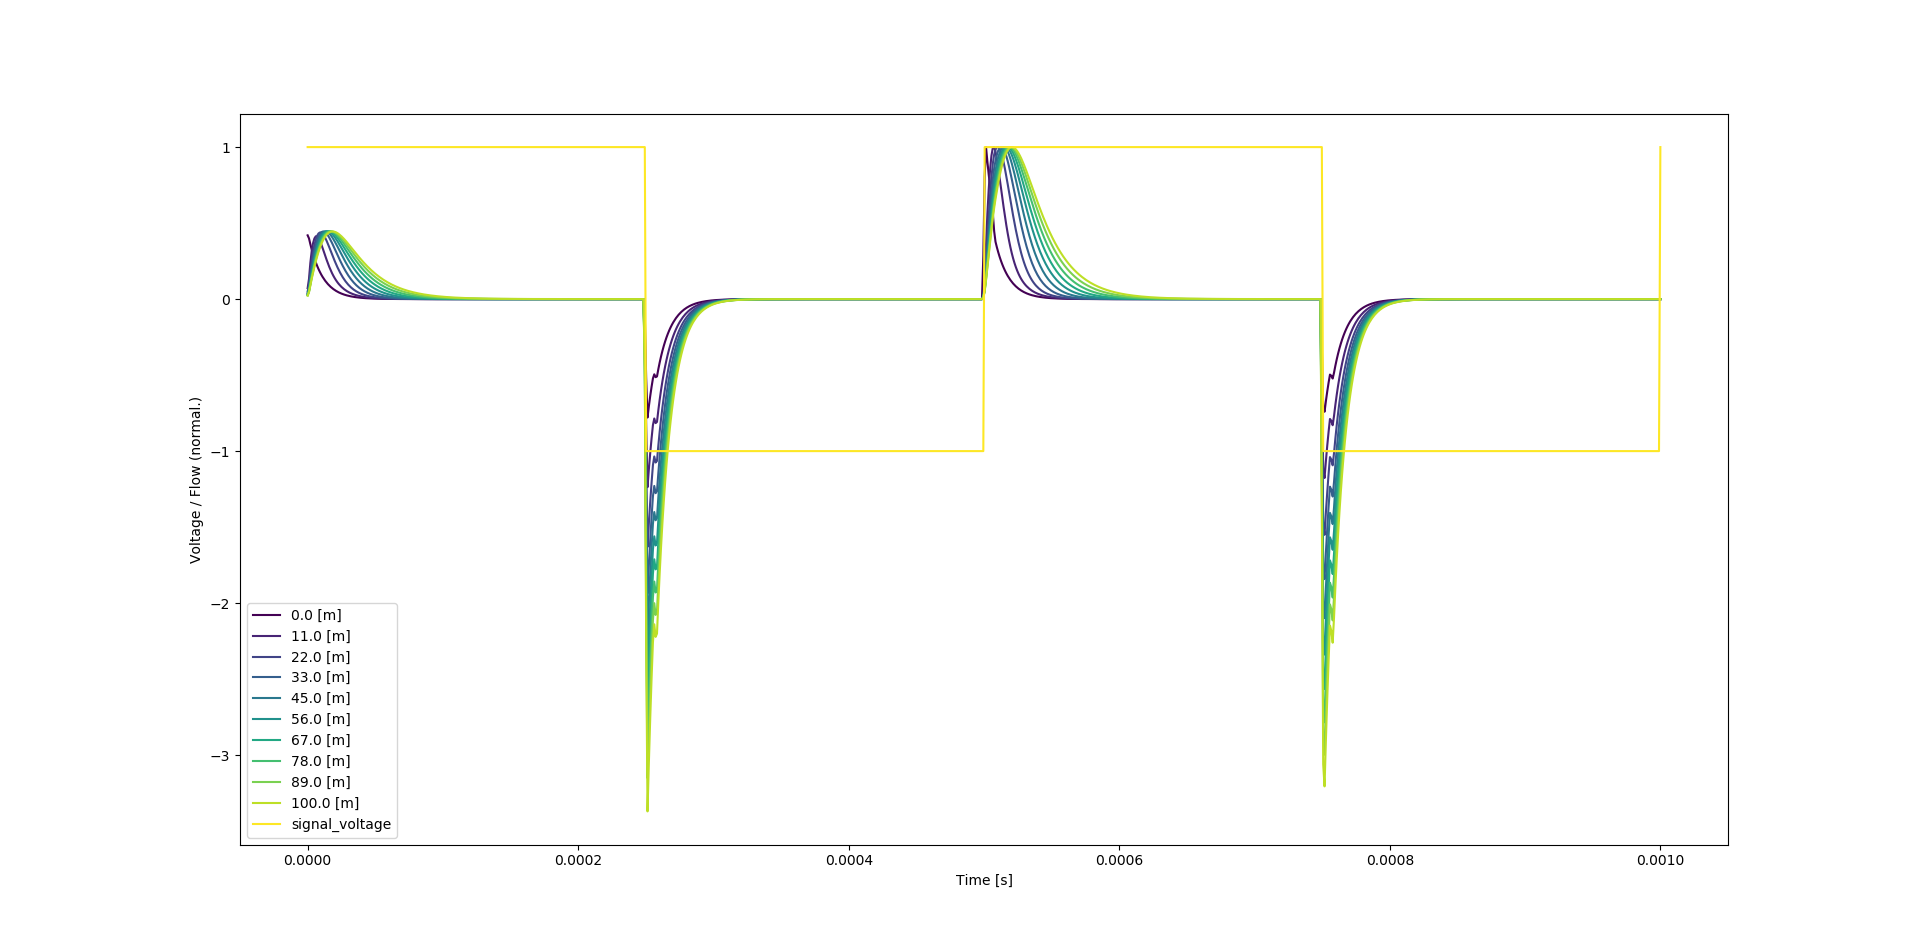 1
0
−1
−2
−3
Voltage / Flow (normal.)
0.0 [m]
11.0 [m]
22.0 [m]
33.0 [m]
45.0 [m]
56.0 [m]
67.0 [m]
78.0 [m]
89.0 [m]
100.0 [m]
signal_voltage
0.0000 0.0002 0.0004 0.0006 0.0008 0.0010
Time [s]